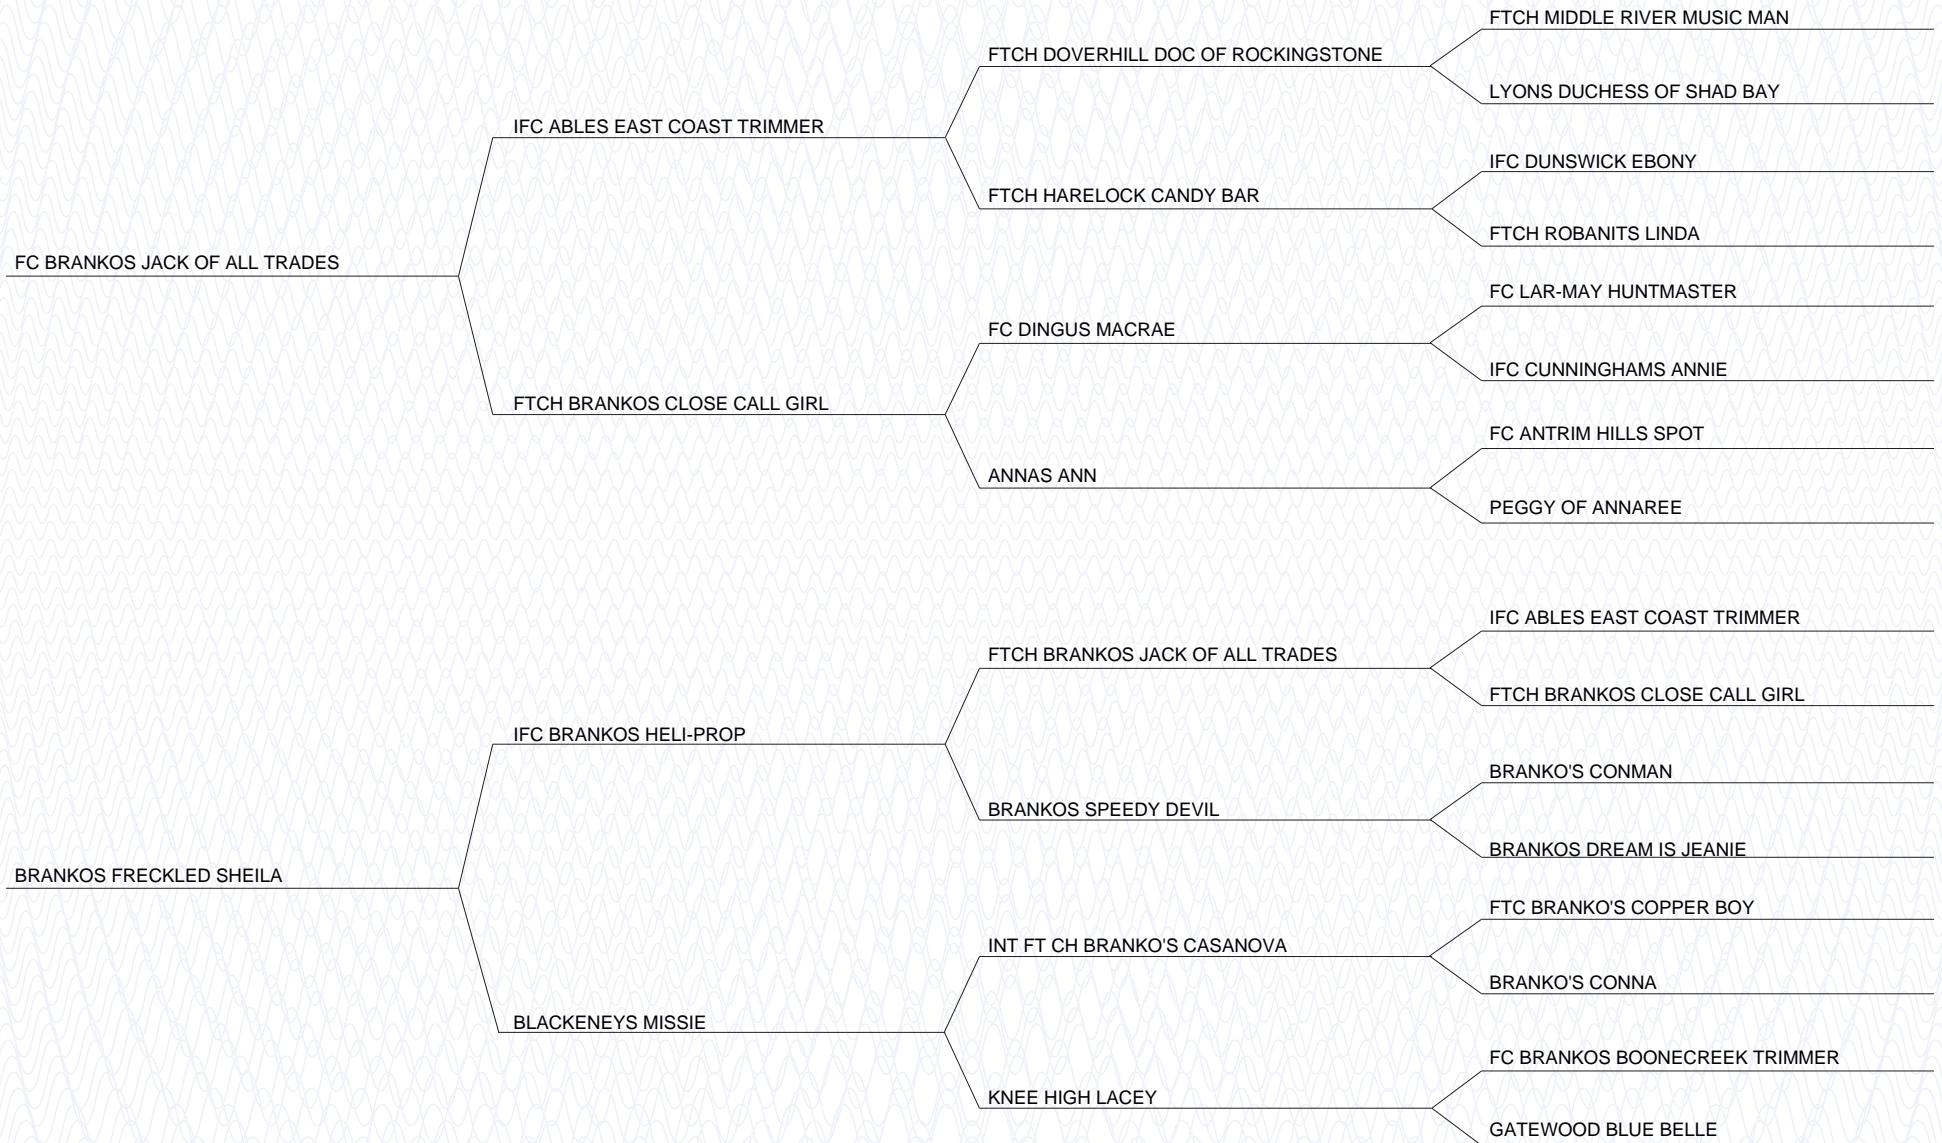 FTCH MIDDLE RIVER MUSIC MAN
FTCH DOVERHILL DOC OF ROCKINGSTONE
LYONS DUCHESS OF SHAD BAY
IFC ABLES EAST COAST TRIMMER
IFC DUNSWICK EBONY
FTCH HARELOCK CANDY BAR
FTCH ROBANITS LINDA
FC BRANKOS JACK OF ALL TRADES
FC LAR-MAY HUNTMASTER
FC DINGUS MACRAE
IFC CUNNINGHAMS ANNIE
FTCH BRANKOS CLOSE CALL GIRL
FC ANTRIM HILLS SPOT
ANNAS ANN
PEGGY OF ANNAREE
IFC ABLES EAST COAST TRIMMER
FTCH BRANKOS JACK OF ALL TRADES
FTCH BRANKOS CLOSE CALL GIRL
IFC BRANKOS HELI-PROP
BRANKO'S CONMAN
BRANKOS SPEEDY DEVIL
BRANKOS DREAM IS JEANIE
BRANKOS FRECKLED SHEILA
FTC BRANKO'S COPPER BOY
INT FT CH BRANKO'S CASANOVA
BRANKO'S CONNA
BLACKENEYS MISSIE
FC BRANKOS BOONECREEK TRIMMER
KNEE HIGH LACEY
GATEWOOD BLUE BELLE